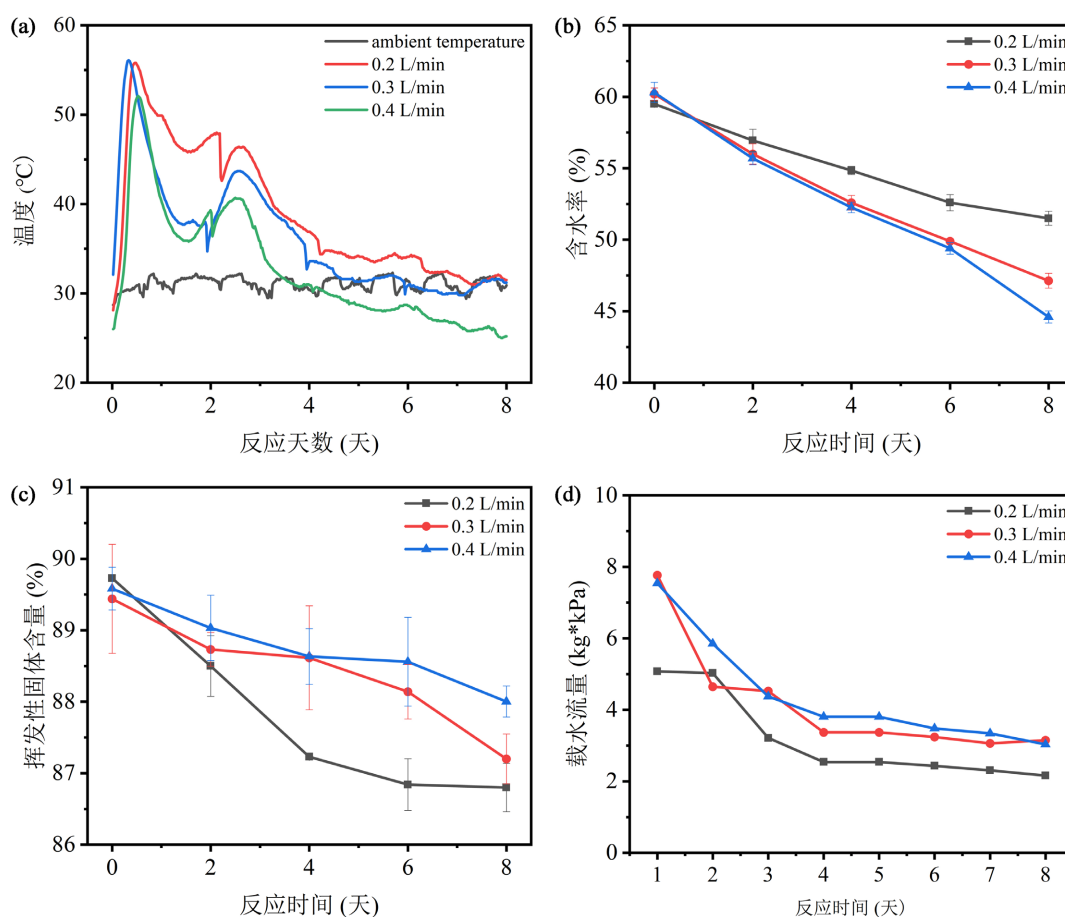 (a)
60
50
40
30
20
温度 (℃)
ambient temperature
0.2 L/min
0.3 L/min
0.4 L/min
0 2 4 6 8
反应天数 (天)
(b)
65
60
55
50
45
40
含水率 (%)
0.2 L/min
0.3 L/min
0.4 L/min
0 2 4 6 8
反应时间 (天)
(c)
91
90
89
88
87
86
挥发性固体含量 (%)
0.2 L/min
0.3 L/min
0.4 L/min
0 2 4 6 8
反应时间 (天)
(d)
10
8
6
4
2
0
载水流量 (kg*kPa)
0.2 L/min
0.3 L/min
0.4 L/min
1 2 3 4 5 6 7 8
反应时间（天）